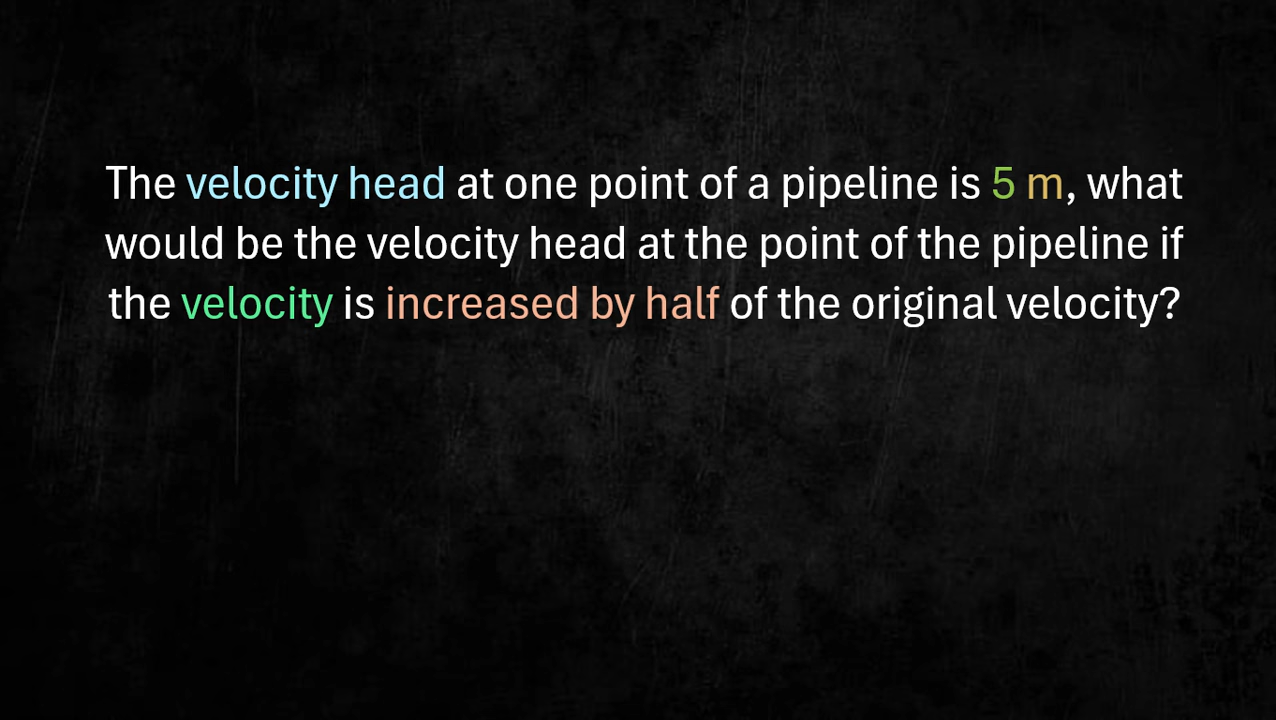 The velocity head at one point of a pipeline is 5 m, what
would be the velocity head at the point of the pipeline if
the velocity is increased by half of the original velocity?